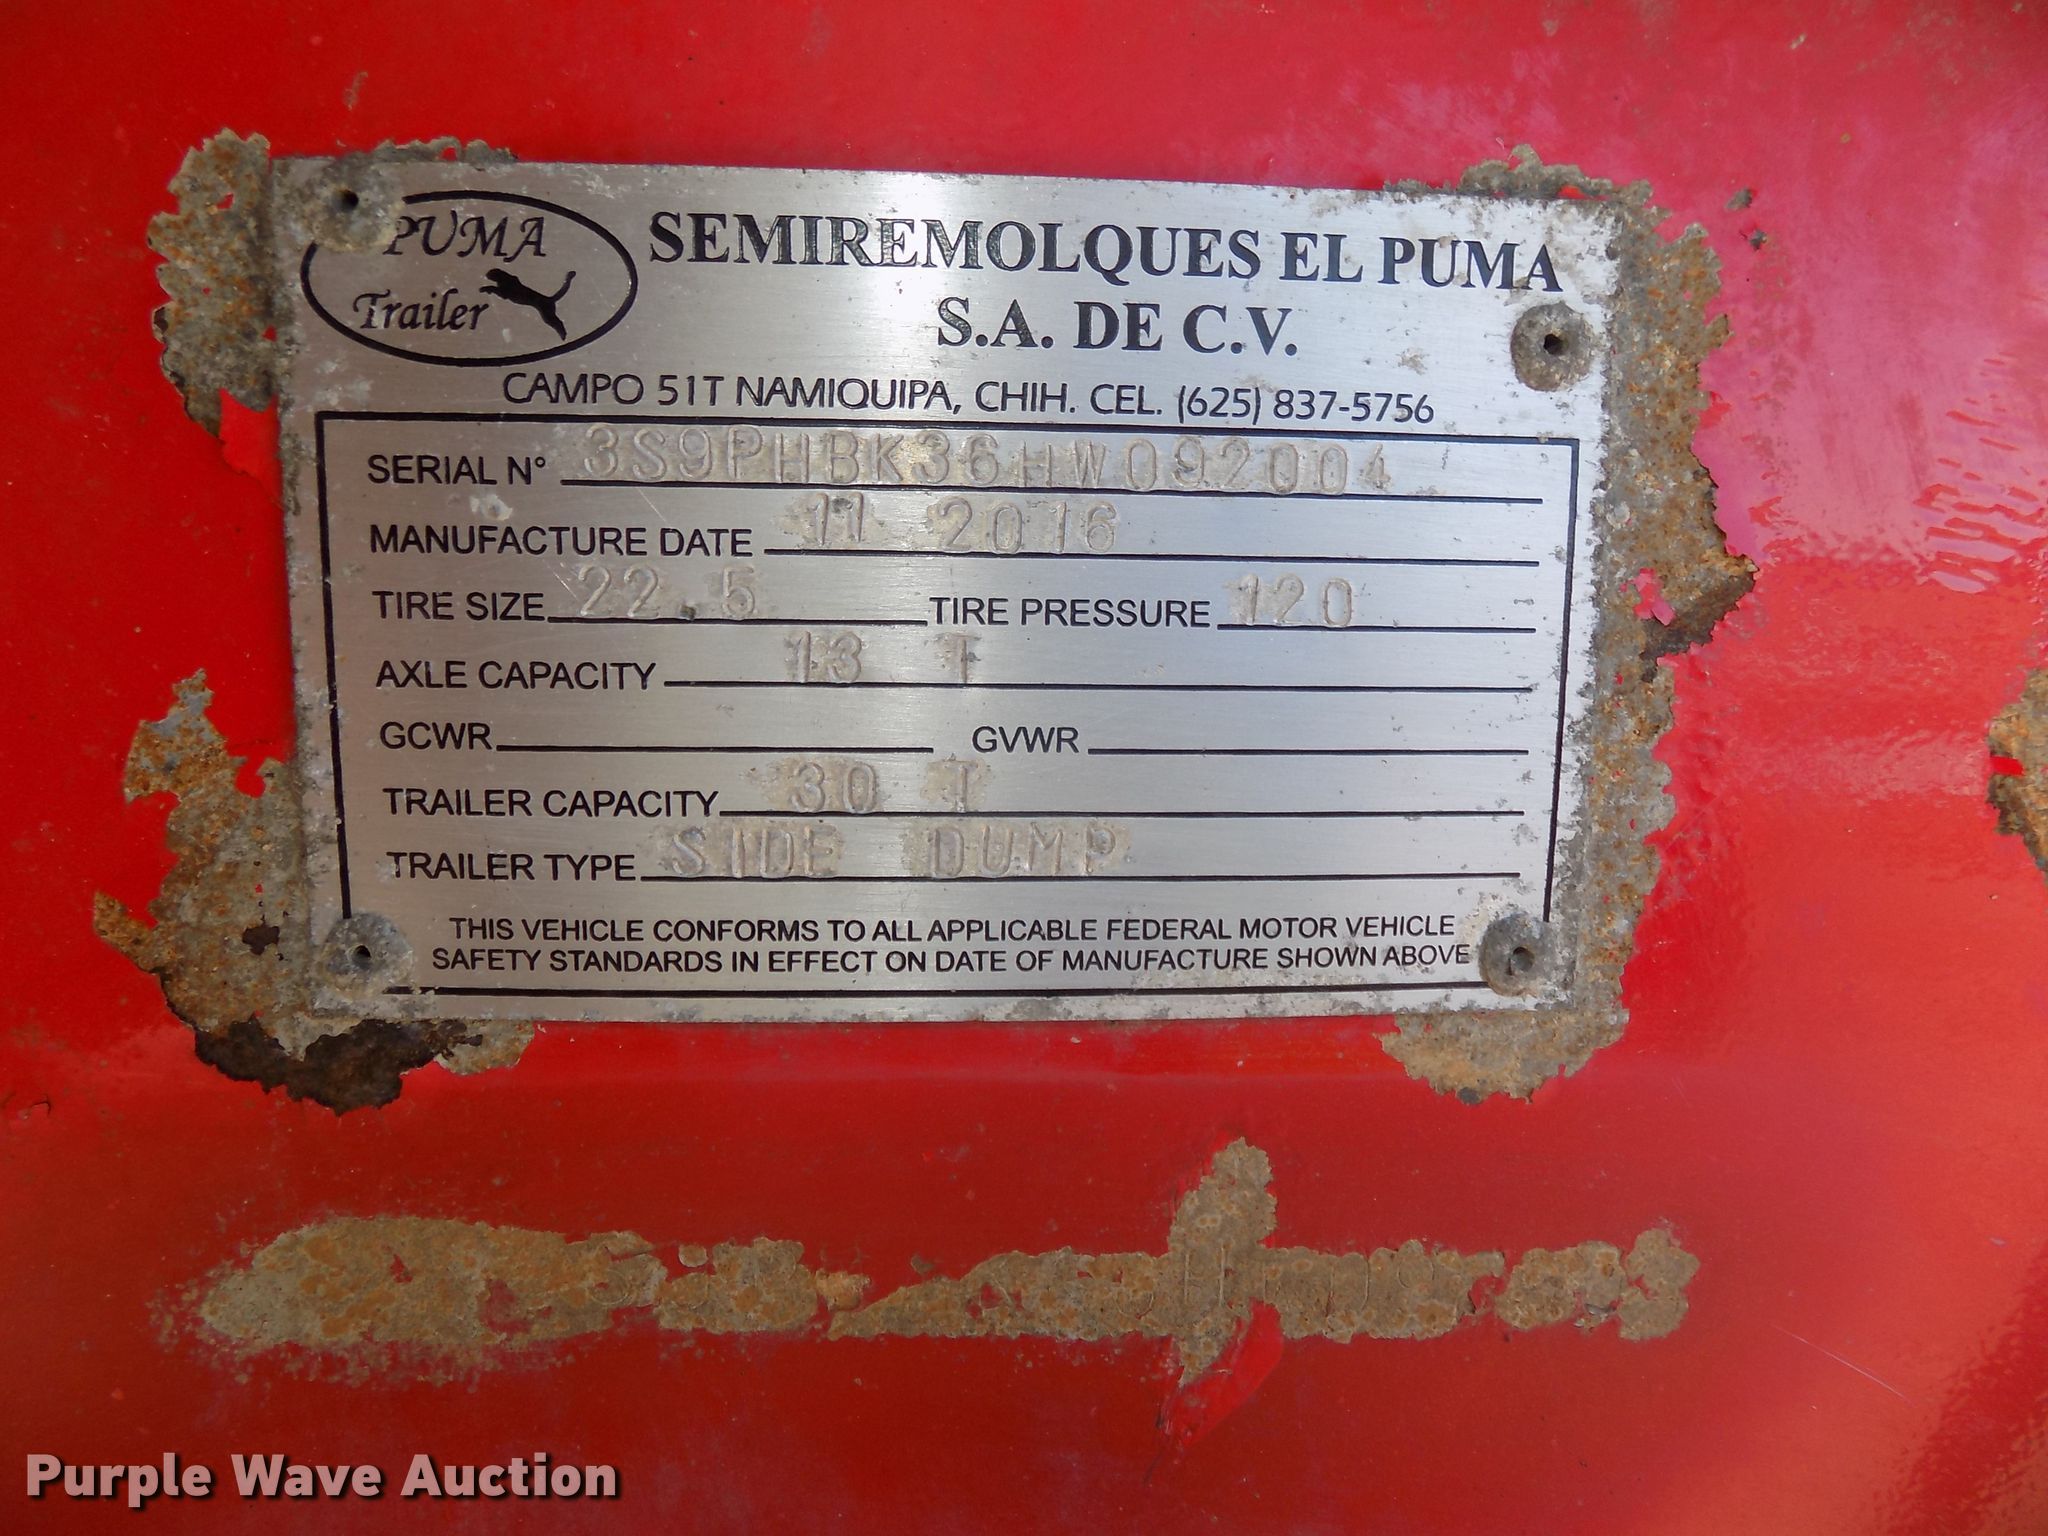 PUMA
Trailer
SEMIREMOLQUES EL PUMA
S.A. DE C.V.
CAMPO 51T NAMIQUIPA, CHIH. CEL. (625) 837-5756
SERIAL N° 3S9PHBK36HW092004
MANUFACTURE DATE 11 2016
TIRE SIZE 22.5 TIRE PRESSURE 120
AXLE CAPACITY 13 T
GCWR GVWR
TRAILER CAPACITY 30 T
TRAILER TYPE SIDE DUMP
THIS VEHICLE CONFORMS TO ALL APPLICABLE FEDERAL MOTOR VEHICLE
SAFETY STANDARDS IN EFFECT ON DATE OF MANUFACTURE SHOWN ABOVE
Purple Wave Auction